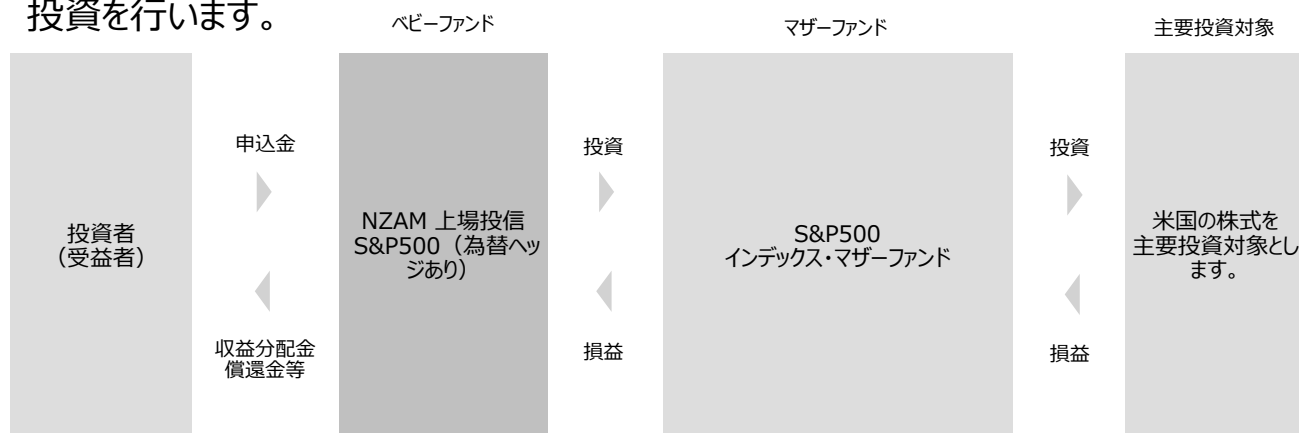 投資を行います。
ベビーファンド
マザーファンド
主要投資対象
投資者
（受益者）
申込金
収益分配金
償還金等
NZAM 上場投信
S&P500（為替ヘッ
ジあり）
投資
損益
S&P500
インデックス・マザーファンド
投資
損益
米国の株式を
主要投資対象とし
ます。